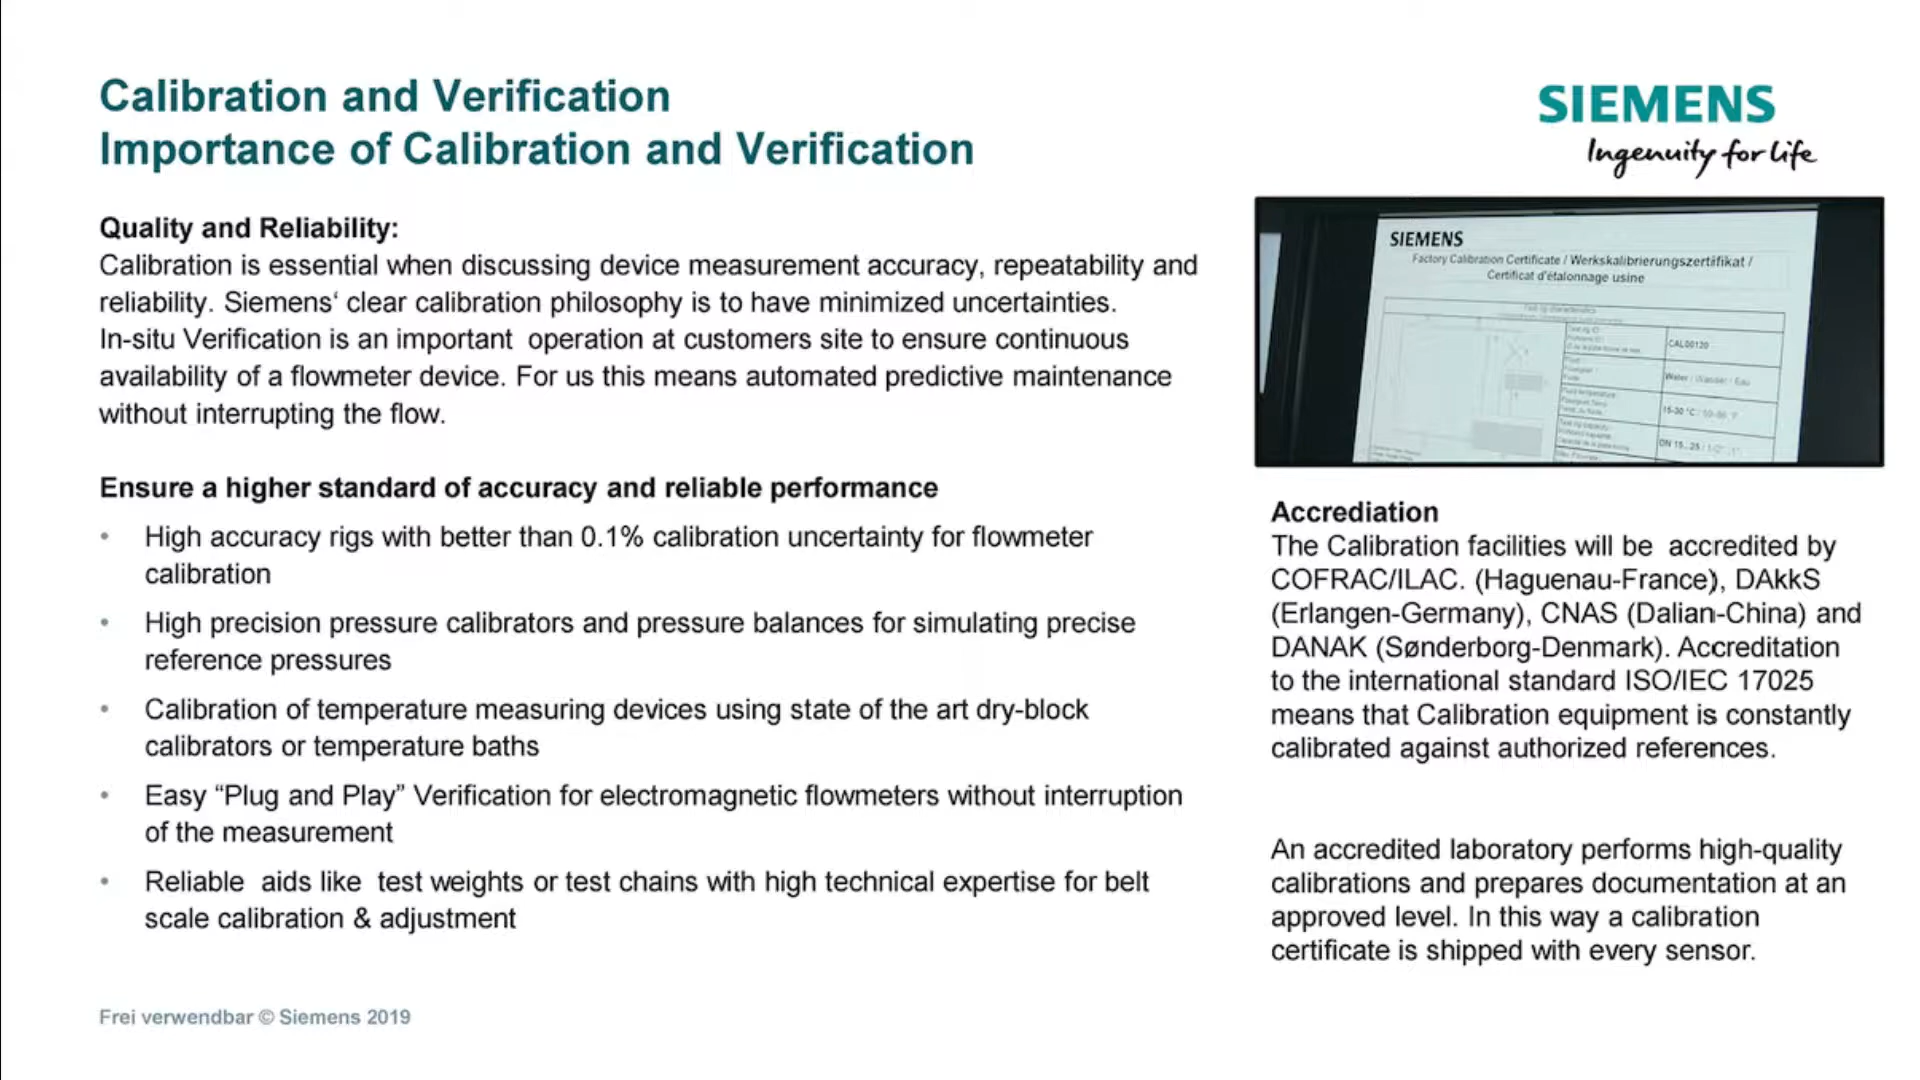 Calibration and Verification
Importance of Calibration and Verification
SIEMENS
Ingenuity for life
Quality and Reliability:
Calibration is essential when discussing device measurement accuracy, repeatability and
reliability. Siemens‘ clear calibration philosophy is to have minimized uncertainties.
In-situ Verification is an important  operation at customers site to ensure continuous
availability of a flowmeter device. For us this means automated predictive maintenance
without interrupting the flow.
Ensure a higher standard of accuracy and reliable performance
• High accuracy rigs with better than 0.1% calibration uncertainty for flowmeter
calibration
• High precision pressure calibrators and pressure balances for simulating precise
reference pressures
• Calibration of temperature measuring devices using state of the art dry-block
calibrators or temperature baths
• Easy “Plug and Play” Verification for electromagnetic flowmeters without interruption
of the measurement
• Reliable  aids like  test weights or test chains with high technical expertise for belt
scale calibration & adjustment
SIEMENS
Factory Calibration Certificate / Werkskalibrierungszertifikat /
Certificat d'étalonnage usine
CAL00120
Water / Wasser / Eau
15-30 °C
DN 15...25
Accrediation
The Calibration facilities will be  accredited by
COFRAC/ILAC. (Haguenau-France), DAkkS
(Erlangen-Germany), CNAS (Dalian-China) and
DANAK (Sønderborg-Denmark). Accreditation
to the international standard ISO/IEC 17025
means that Calibration equipment is constantly
calibrated against authorized references.
An accredited laboratory performs high-quality
calibrations and prepares documentation at an
approved level. In this way a calibration
certificate is shipped with every sensor.
Frei verwendbar © Siemens 2019